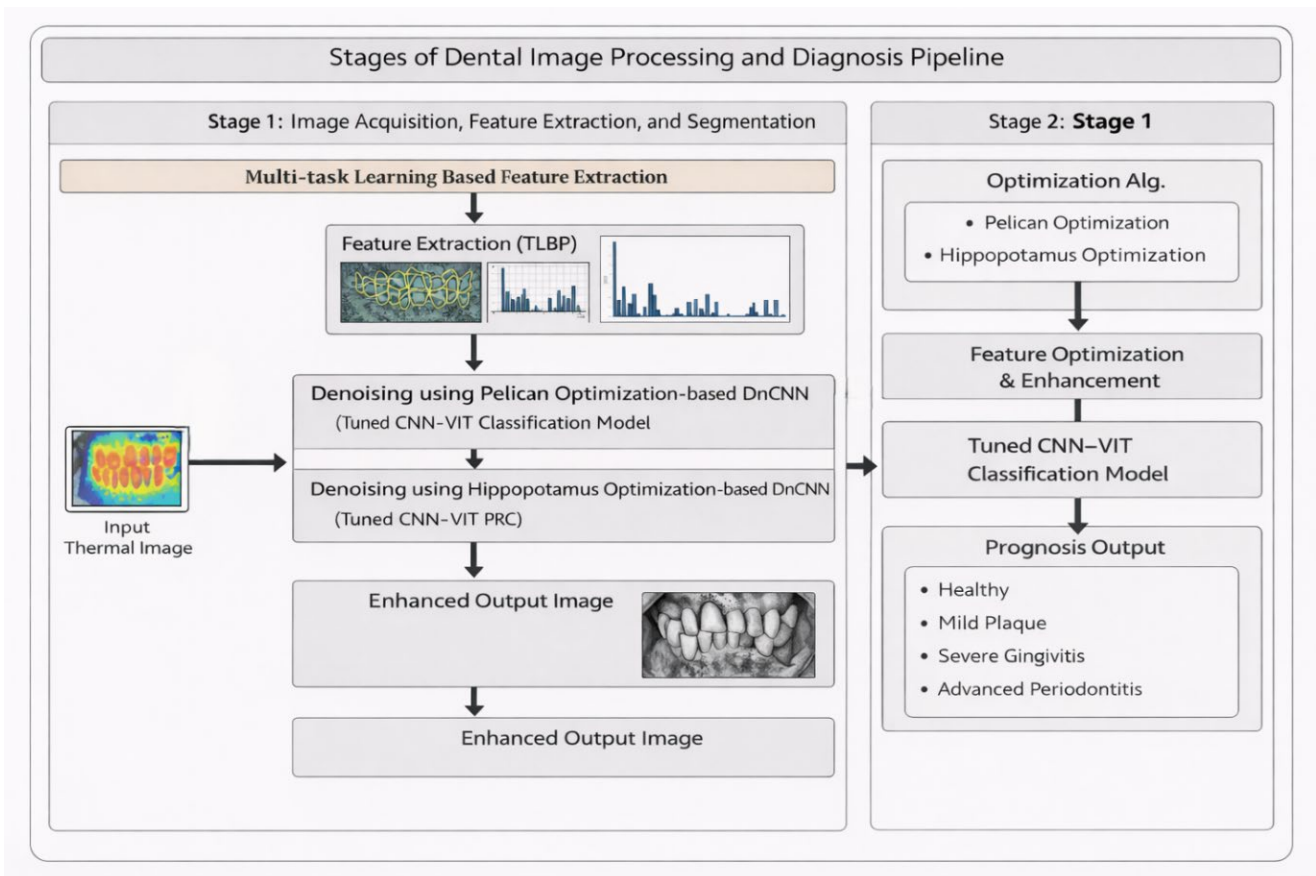 Stages of Dental Image Processing and Diagnosis Pipeline
Stage 1: Image Acquisition, Feature Extraction, and Segmentation
Multi-task Learning Based Feature Extraction
Feature Extraction (TLBP)
Denoising using Pelican Optimization-based DnCNN
(Tuned CNN-VIT Classification Model
Denoising using Hippopotamus Optimization-based DnCNN
(Tuned CNN-VIT PRC)
Input
Thermal Image
Enhanced Output Image
Enhanced Output Image
Stage 2: Stage 1
Optimization Alg.
• Pelican Optimization
• Hippopotamus Optimization
Feature Optimization
& Enhancement
Tuned CNN–VIT
Classification Model
Prognosis Output
• Healthy
• Mild Plaque
• Severe Gingivitis
• Advanced Periodontitis